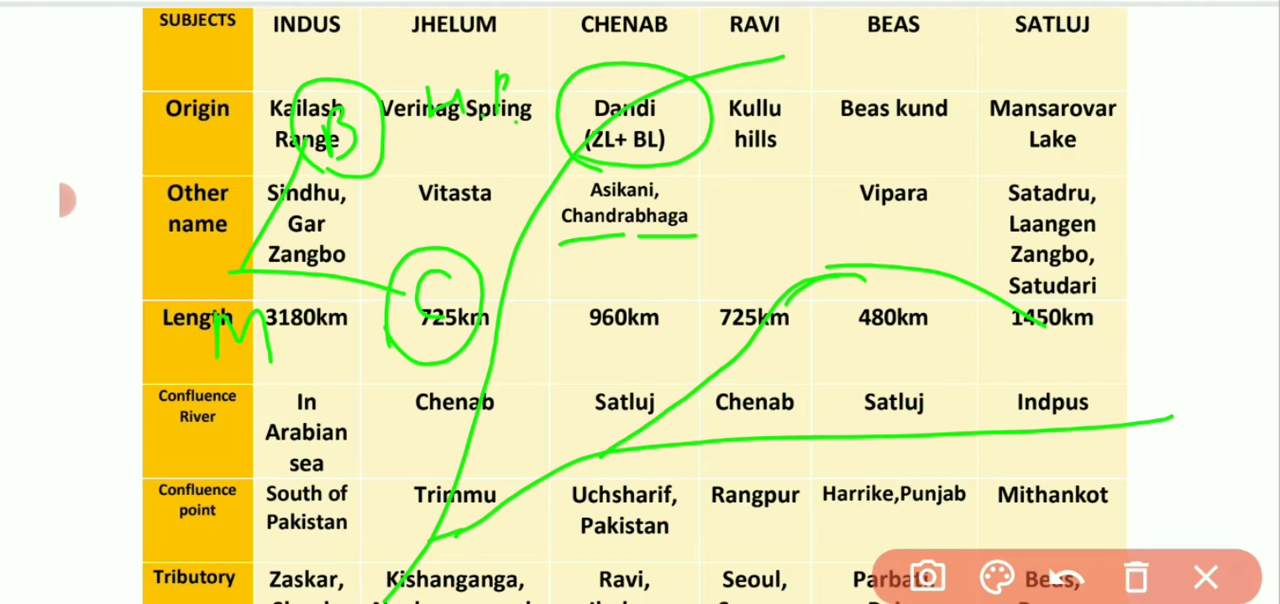 SUBJECTS INDUS JHELUM CHENAB RAVI BEAS SATLUJ
Origin Kailash Range Verinag Spring Dandi (ZL+ BL) Kullu hills Beas kund Mansarovar Lake
Other name Sindhu, Gar Zangbo Vitasta Asikani, Chandrabhaga Vipara Satadru, Laangen Zangbo, Satudari
Length 3180km 725km 960km 725km 480km 1450km
Confluence River In Arabian sea Chenab Satluj Chenab Satluj Indpus
Confluence point South of Pakistan Trimmu Uchsharif, Pakistan Rangpur Harrike,Punjab Mithankot
Tributory Zaskar, Kishanganga, Ravi, Seoul, Parbati, Beas,
B
C
M